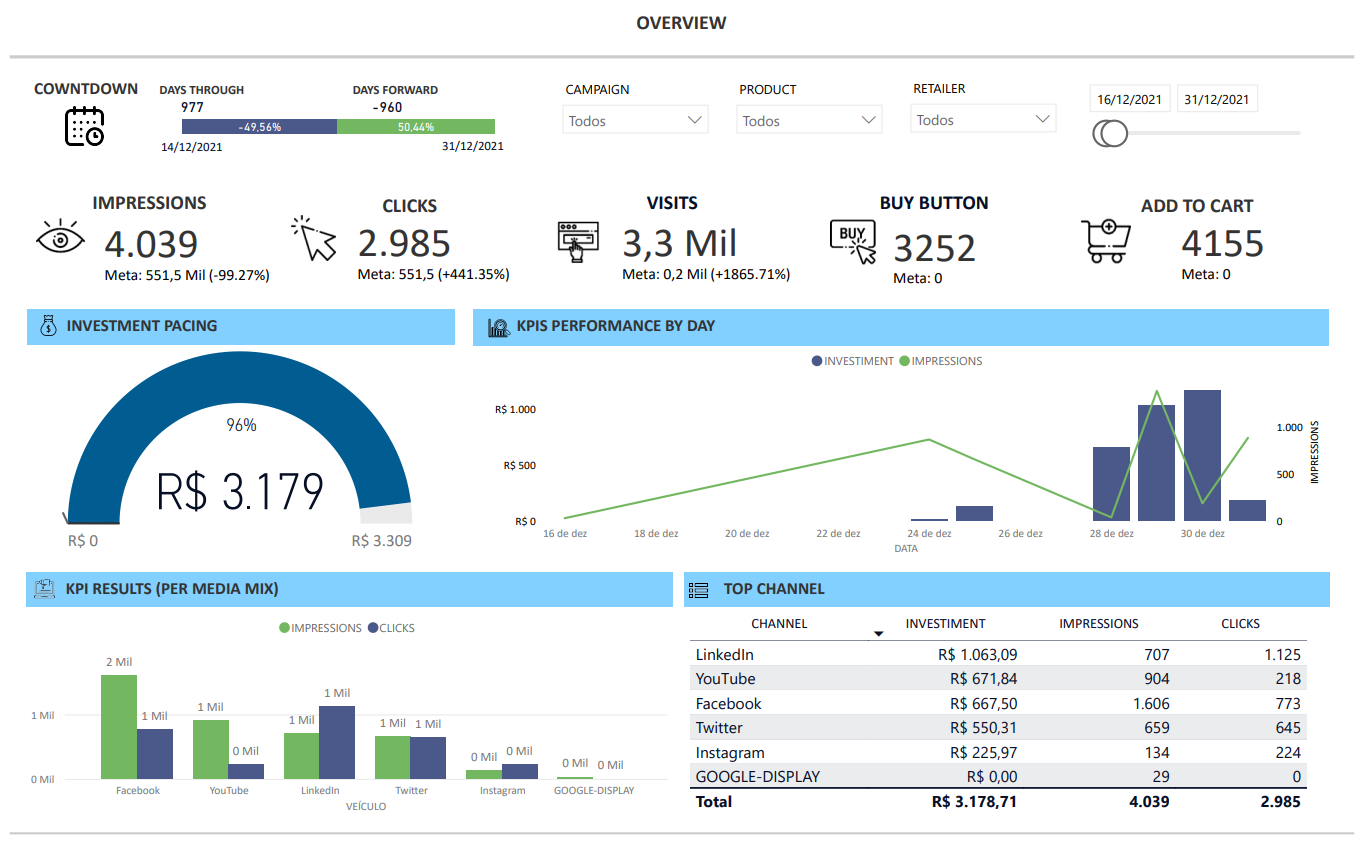 OVERVIEW
COWNTDOWN
DAYS THROUGH
DAYS FORWARD
977
-960
-49,56%
50,44%
14/12/2021
31/12/2021
CAMPAIGN
Todos
PRODUCT
Todos
RETAILER
Todos
16/12/2021
31/12/2021
IMPRESSIONS
4.039
Meta: 551,5 Mil (-99.27%)
CLICKS
2.985
Meta: 551,5 (+441.35%)
VISITS
3,3 Mil
Meta: 0,2 Mil (+1865.71%)
BUY BUTTON
BUY
3252
Meta: 0
ADD TO CART
4155
Meta: 0
INVESTMENT PACING
96%
R$ 3.179
R$ 0
R$ 3.309
KPIS PERFORMANCE BY DAY
INVESTIMENT
IMPRESSIONS
R$ 1.000
R$ 500
R$ 0
1.000
500
0
IMPRESSIONS
16 de dez
18 de dez
20 de dez
22 de dez
24 de dez
26 de dez
28 de dez
30 de dez
DATA
KPI RESULTS (PER MEDIA MIX)
IMPRESSIONS
CLICKS
1 Mil
0 Mil
2 Mil
1 Mil
1 Mil
0 Mil
1 Mil
1 Mil
1 Mil
1 Mil
0 Mil
0 Mil
0 Mil
0 Mil
Facebook
YouTube
LinkedIn
Twitter
Instagram
GOOGLE-DISPLAY
VEÍCULO
TOP CHANNEL
CHANNEL INVESTIMENT IMPRESSIONS CLICKS
LinkedIn R$ 1.063,09 707 1.125
YouTube R$ 671,84 904 218
Facebook R$ 667,50 1.606 773
Twitter R$ 550,31 659 645
Instagram R$ 225,97 134 224
GOOGLE-DISPLAY R$ 0,00 29 0
Total R$ 3.178,71 4.039 2.985